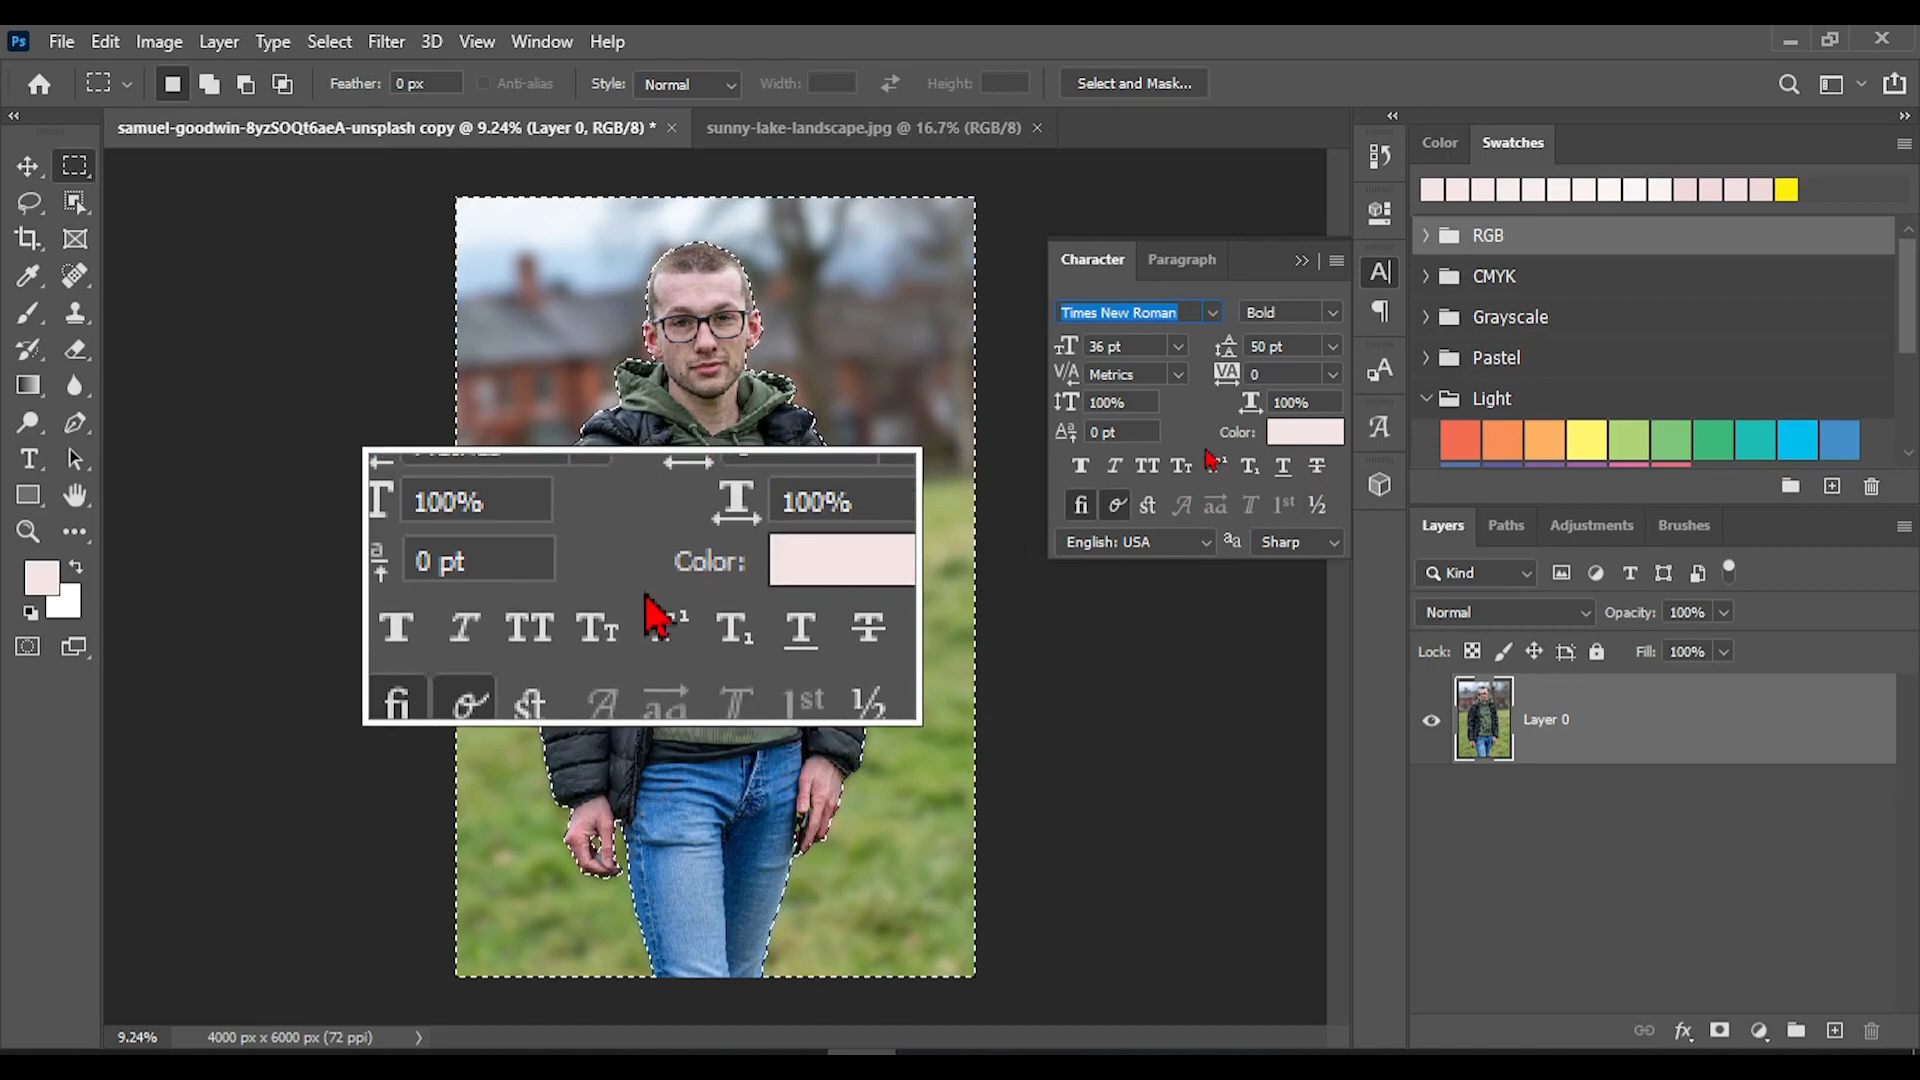 Ps File Edit Image Layer Type Select Filter 3D View Window Help
Feather: 0 px Anti-alias Style: Normal Width: Height: Select and Mask...
samuel-goodwin-8yzSOQt6aeA-unsplash copy @ 9.24% (Layer 0, RGB/8) * × sunny-lake-landscape.jpg @ 16.7% (RGB/8) ×
Color Swatches
RGB
CMYK
Grayscale
Pastel
Light
Character Paragraph
Times New Roman Bold
36 pt 50 pt
Metrics 0
100% 100%
0 pt Color:
T T TT TT T1 T T
fi st A aa T 1st ½
English: USA aa Sharp
100% 100%
0 pt Color:
T T TT TT T1 T T
fi st A aa T 1st ½
Layers Paths Adjustments Brushes
Kind
Normal Opacity: 100%
Lock: Fill: 100%
Layer 0
9.24% 4000 px x 6000 px (72 ppi)